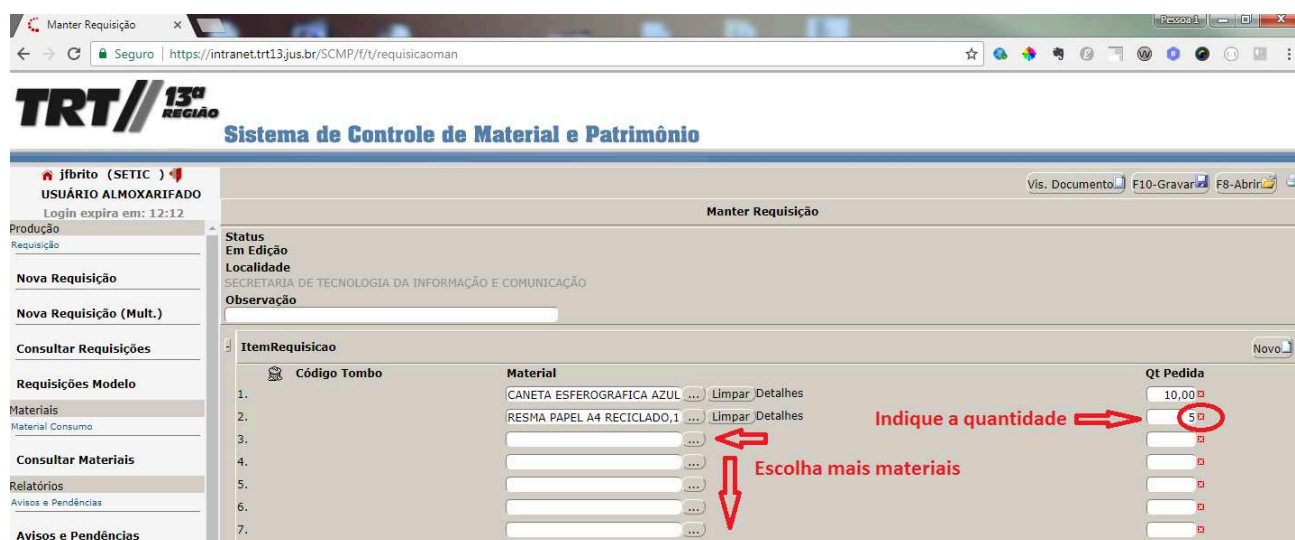 Manter Requisição
Pessoa 1
Seguro | https://intranet.trt13.jus.br/SCMP/f/t/requisicaoman
TRT// 13ª REGIÃO
Sistema de Controle de Material e Patrimônio
jfbrito (SETIC )
USUÁRIO ALMOXARIFADO
Login expira em: 12:12
Vis. Documento F10-Gravar F8-Abrir
Manter Requisição
Produção
Requisição
Nova Requisição
Nova Requisição (Mult.)
Consultar Requisições
Requisições Modelo
Materiais
Material Consumo
Consultar Materiais
Relatórios
Avisos e Pendências
Avisos e Pendências
Status
Em Edição
Localidade
SECRETARIA DE TECNOLOGIA DA INFORMAÇÃO E COMUNICAÇÃO
Observação
ItemRequisicao Novo
Código Tombo Material Qt Pedida
1. CANETA ESFEROGRAFICA AZUL ... Limpar Detalhes 10,00
2. RESMA PAPEL A4 RECICLADO,1 ... Limpar Detalhes Indique a quantidade 5
3. ...
4. ... Escolha mais materiais
5. ...
6. ...
7. ...